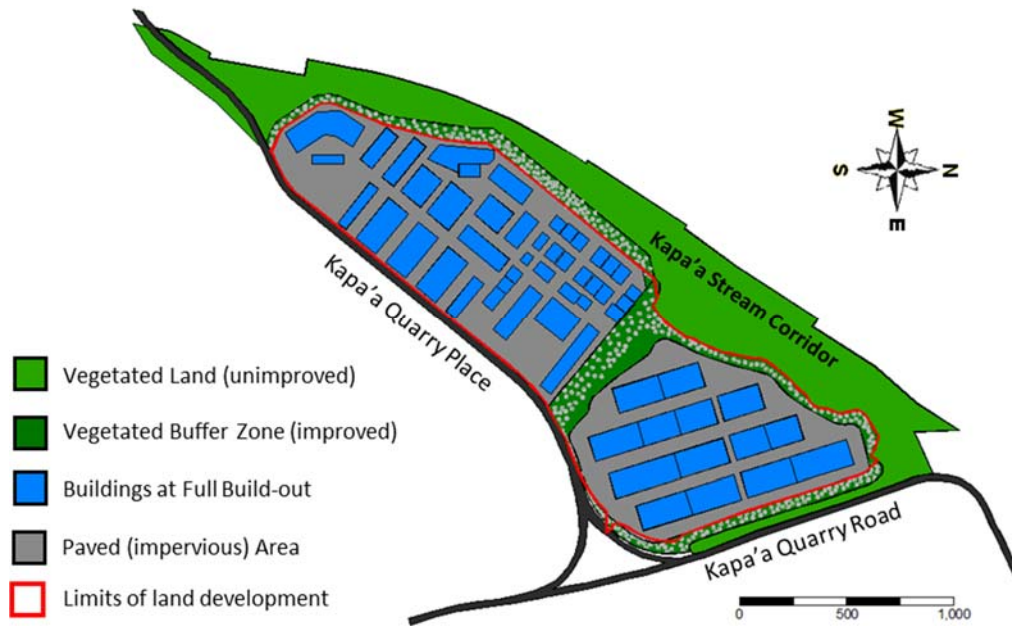 W
S
N
E
Kapa'a Stream Corridor
Kapa'a Quarry Place
Kapa'a Quarry Road
Vegetated Land (unimproved)
Vegetated Buffer Zone (improved)
Buildings at Full Build-out
Paved (impervious) Area
Limits of land development
0 500 1,000